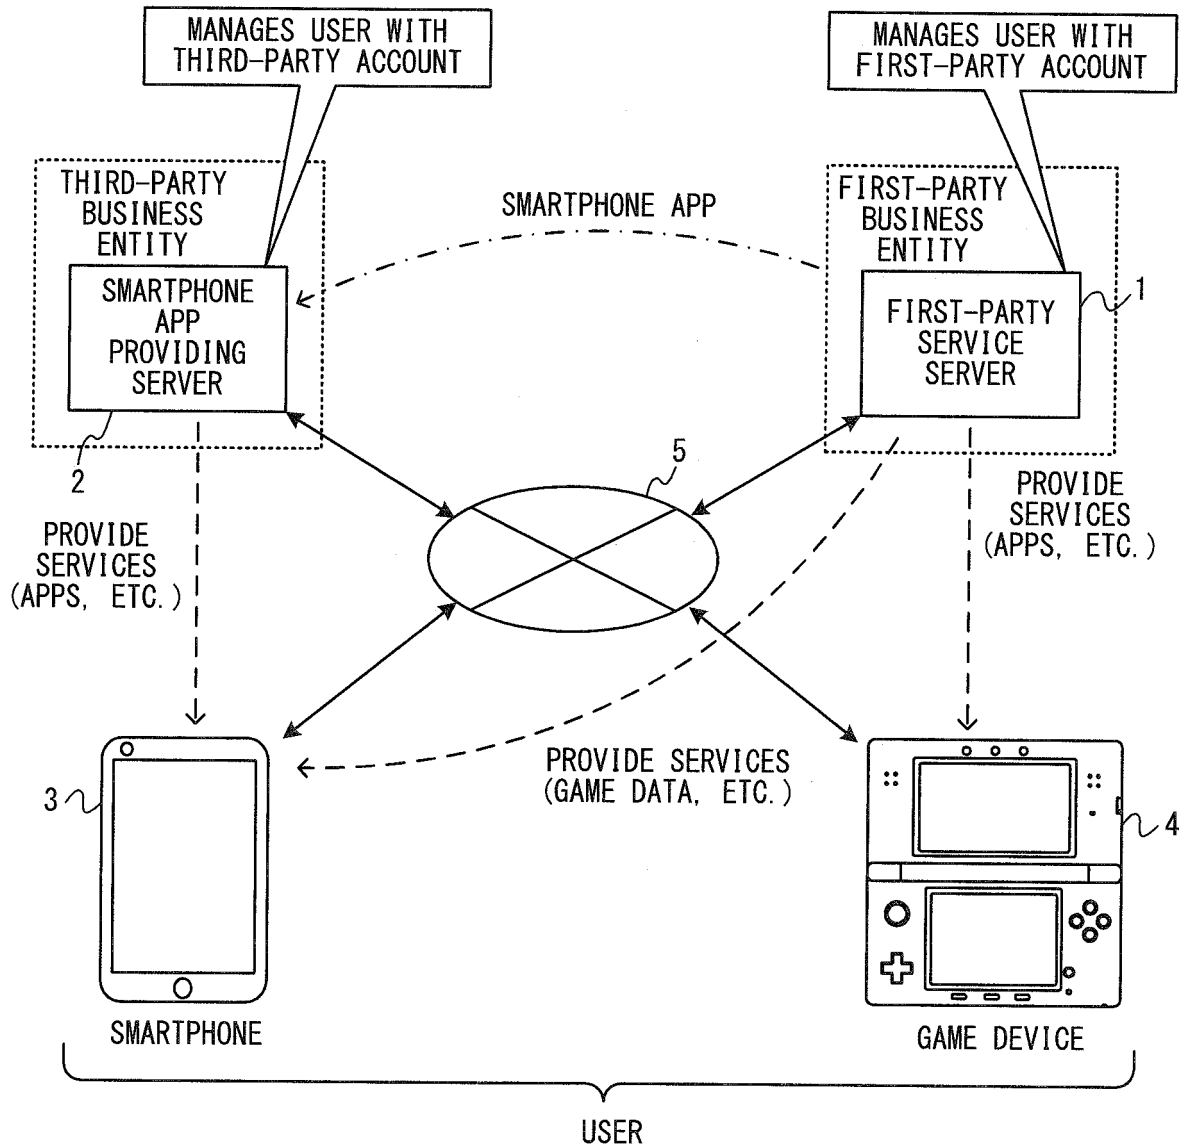 MANAGES USER WITH
THIRD-PARTY ACCOUNT
MANAGES USER WITH
FIRST-PARTY ACCOUNT
THIRD-PARTY
BUSINESS
ENTITY
SMARTPHONE APP
FIRST-PARTY
BUSINESS
ENTITY
SMARTPHONE
APP
PROVIDING
SERVER
FIRST-PARTY
SERVICE
SERVER
1
2
5
PROVIDE
SERVICES
(APPS, ETC.)
PROVIDE
SERVICES
(APPS, ETC.)
PROVIDE SERVICES
(GAME DATA, ETC.)
3
4
SMARTPHONE
GAME DEVICE
USER